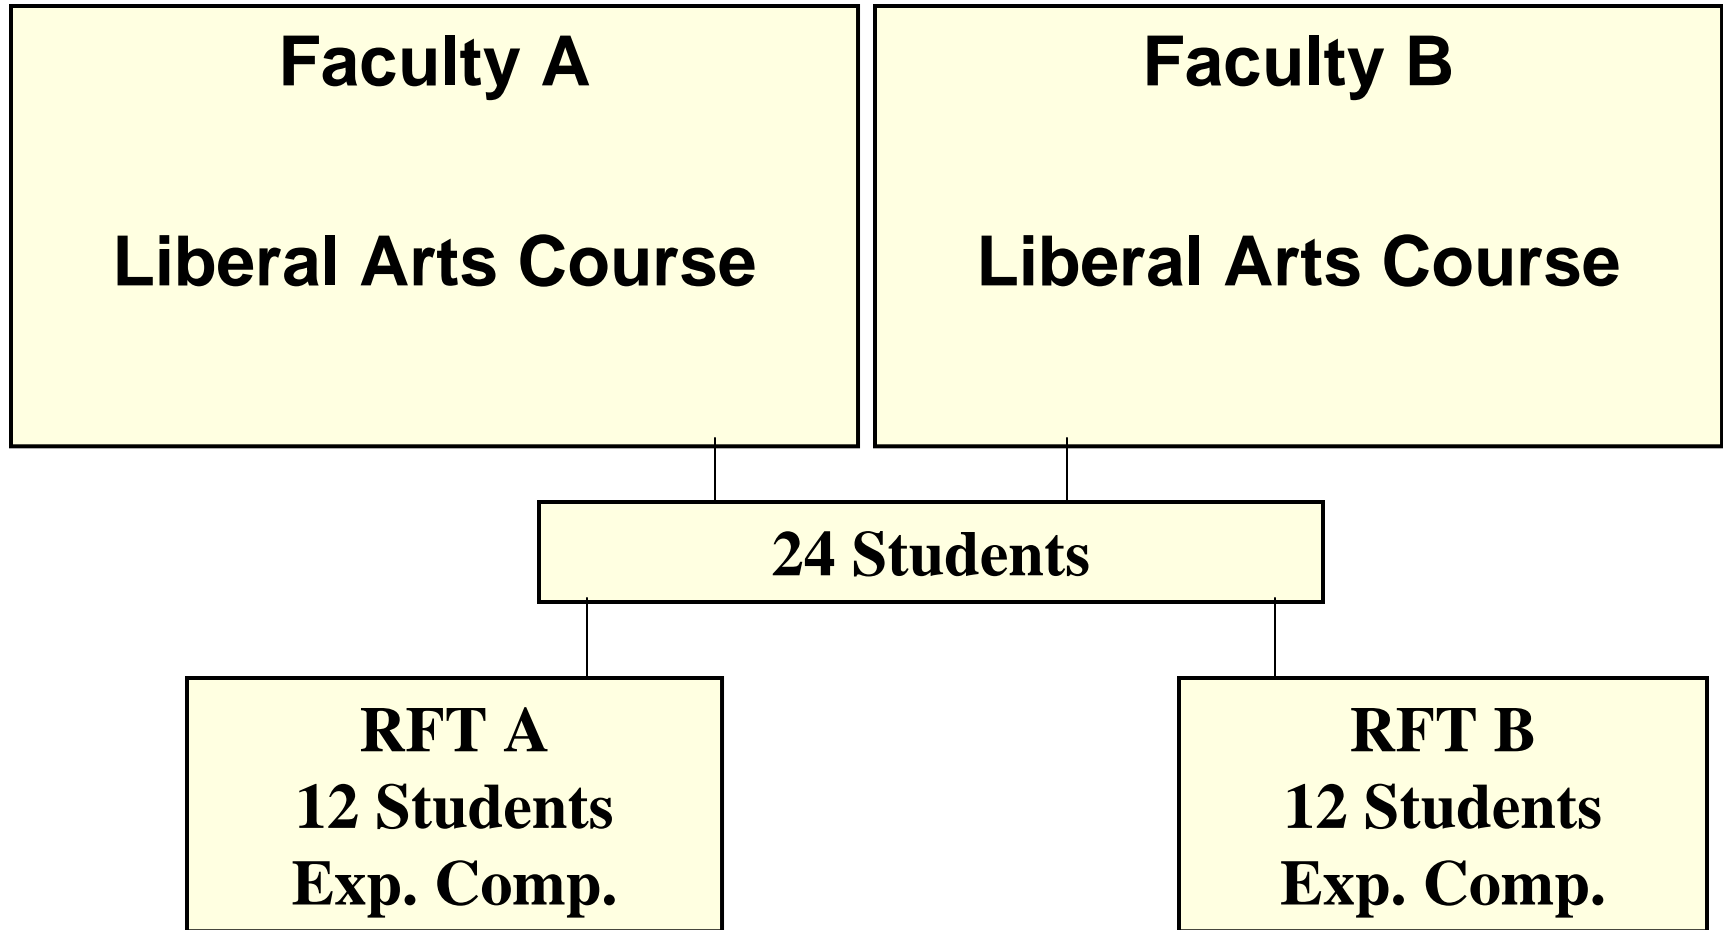 Faculty A
Liberal Arts Course
Faculty B
Liberal Arts Course
24 Students
RFT A
12 Students
Exp. Comp.
RFT B
12 Students
Exp. Comp.